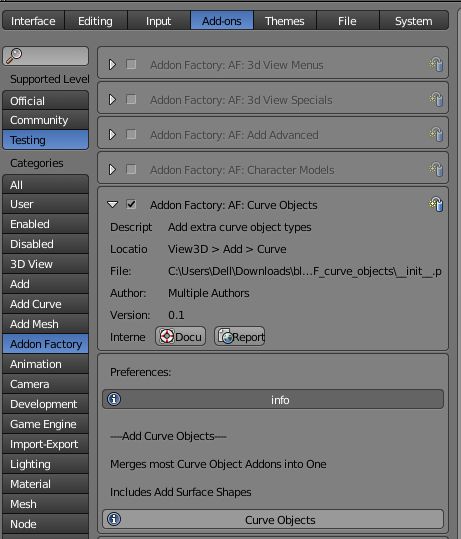 Interface Editing Input Add-ons Themes File System
Supported Level
Official
Community
Testing
Categories
All
User
Enabled
Disabled
3D View
Add
Add Curve
Add Mesh
Addon Factory
Animation
Camera
Development
Game Engine
Import-Export
Lighting
Material
Mesh
Node
Addon Factory: AF: 3d View Menus
Addon Factory: AF: 3d View Specials
Addon Factory: AF: Add Advanced
Addon Factory: AF: Character Models
Addon Factory: AF: Curve Objects
Descript Add extra curve object types
Locatio View3D > Add > Curve
File: C:\Users\Dell\Downloads\bl...F_curve_objects\__init__.p
Author: Multiple Authors
Version: 0.1
Interne Docu Report
Preferences:
info
----Add Curve Objects----
Merges most Curve Object Addons into One
Includes Add Surface Shapes
Curve Objects